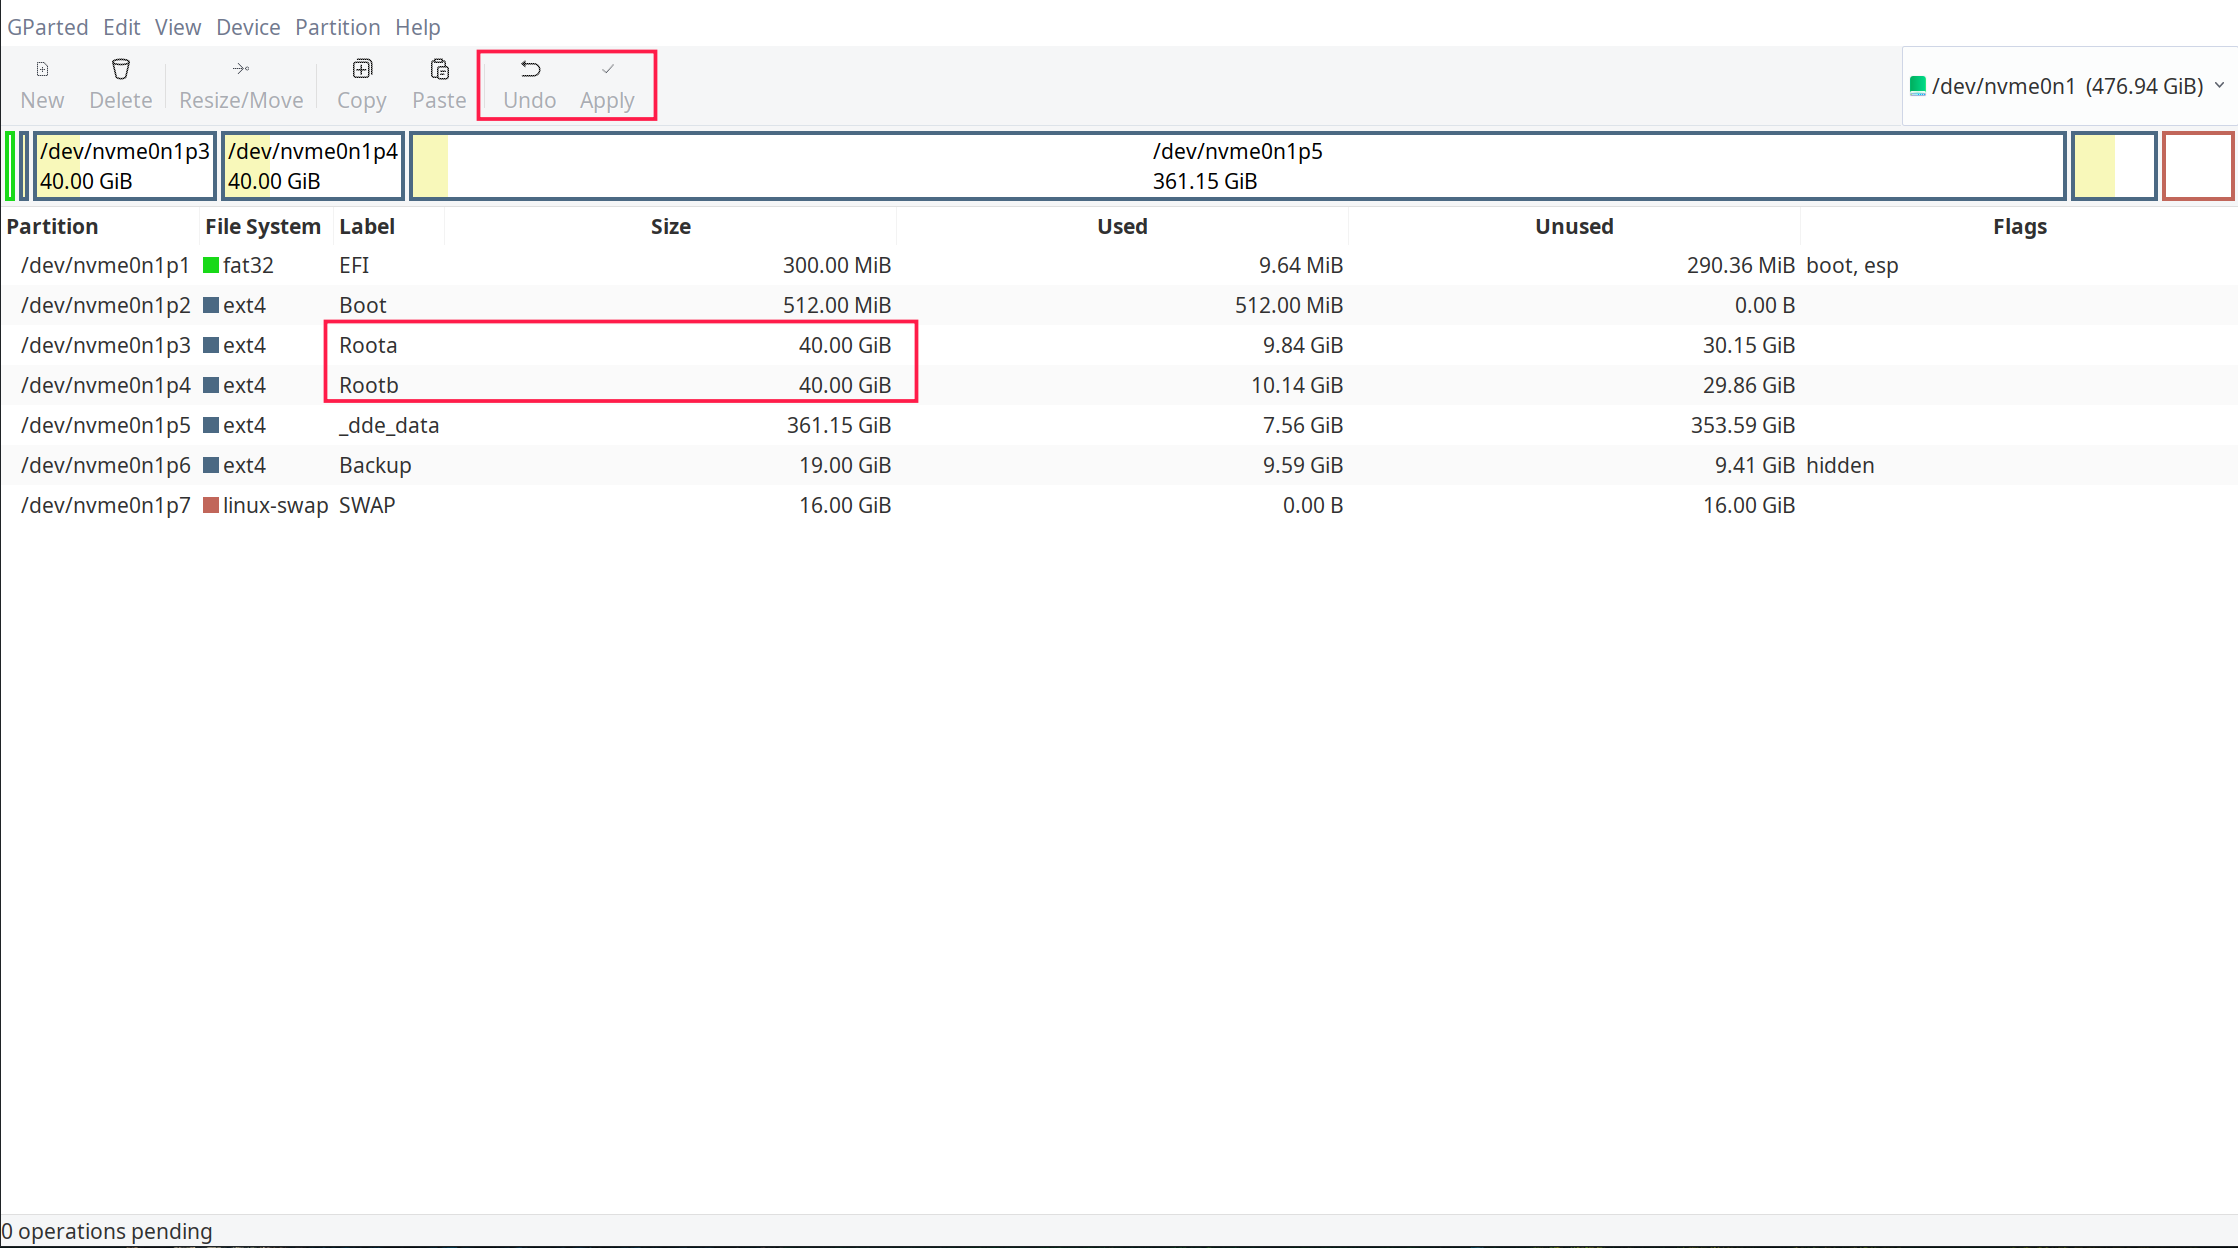 GParted Edit View Device Partition Help
New Delete Resize/Move Copy Paste Undo Apply /dev/nvme0n1 (476.94 GiB)
/dev/nvme0n1p3 /dev/nvme0n1p4 /dev/nvme0n1p5
40.00 GiB 40.00 GiB 361.15 GiB
Partition File System Label Size Used Unused Flags
/dev/nvme0n1p1 fat32 EFI 300.00 MiB 9.64 MiB 290.36 MiB boot, esp
/dev/nvme0n1p2 ext4 Boot 512.00 MiB 512.00 MiB 0.00 B
/dev/nvme0n1p3 ext4 Roota 40.00 GiB 9.84 GiB 30.15 GiB
/dev/nvme0n1p4 ext4 Rootb 40.00 GiB 10.14 GiB 29.86 GiB
/dev/nvme0n1p5 ext4 _dde_data 361.15 GiB 7.56 GiB 353.59 GiB
/dev/nvme0n1p6 ext4 Backup 19.00 GiB 9.59 GiB 9.41 GiB hidden
/dev/nvme0n1p7 linux-swap SWAP 16.00 GiB 0.00 B 16.00 GiB
0 operations pending